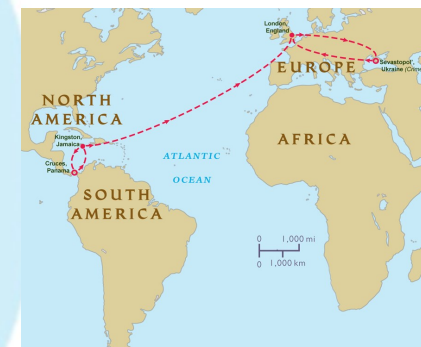 London,
England
Sevastopol',
Ukraine (Crime
EUROPE
NORTH
AMERICA
Kingston,
Jamaica
ATLANTIC
OCEAN
AFRICA
Cruces,
Panama
SOUTH
AMERICA
0 1,000 mi
0 1,000 km